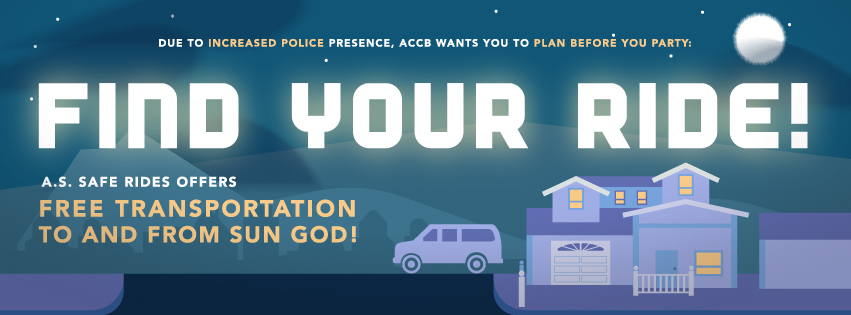 DUE TO INCREASED POLICE PRESENCE, ACCB WANTS YOU TO PLAN BEFORE YOU PARTY:
FIND YOUR RIDE!
A.S. SAFE RIDES OFFERS
FREE TRANSPORTATION
TO AND FROM SUN GOD!